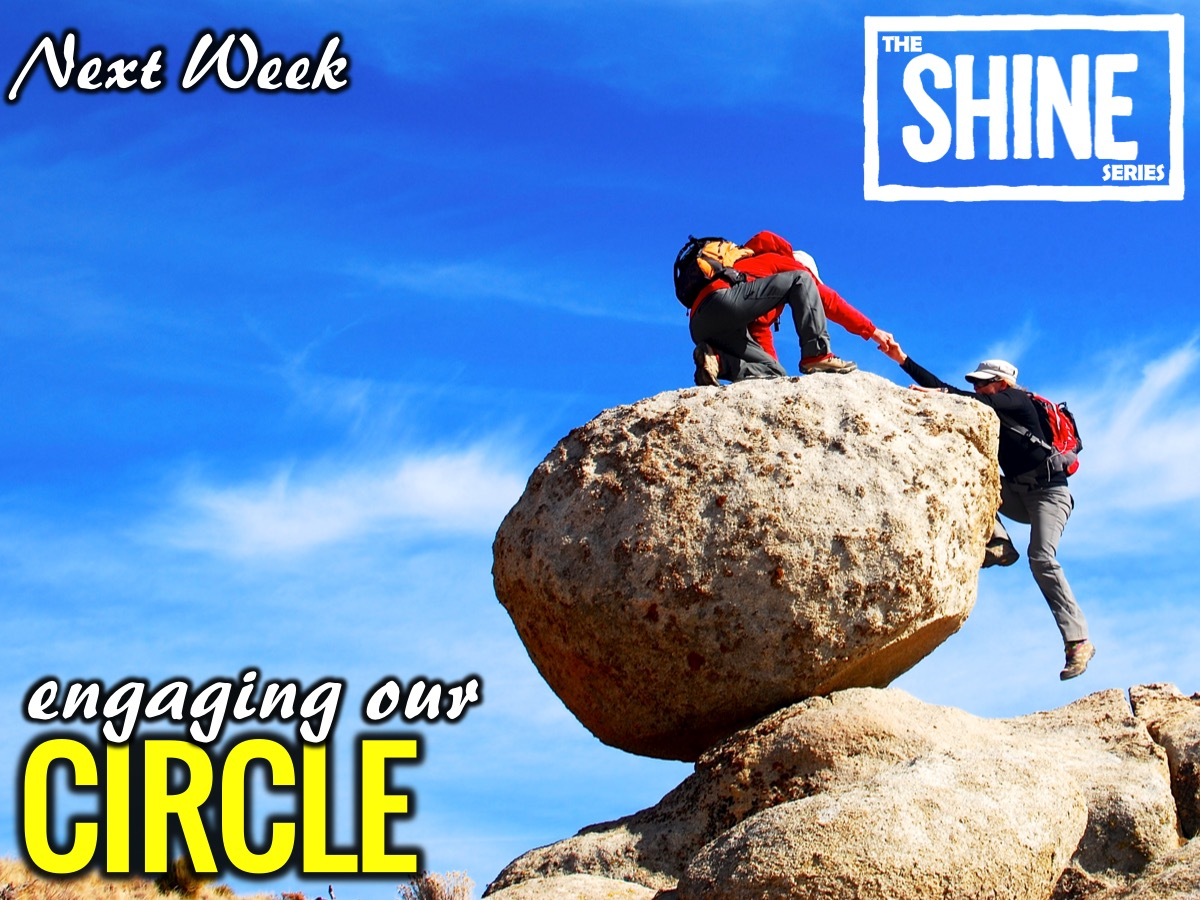 Next Week
THE
SHINE
SERIES
engaging our
CIRCLE